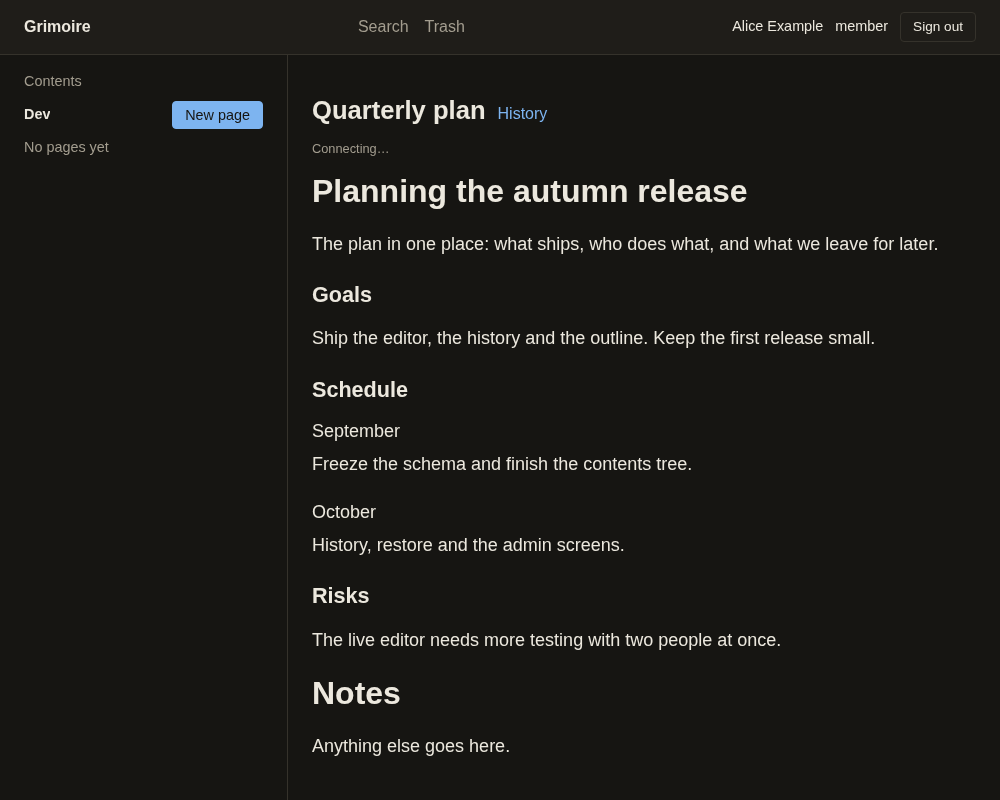 Grimoire
Search Trash
Alice Example member Sign out
Contents
Dev New page
No pages yet
Quarterly plan History
Connecting…
Planning the autumn release
The plan in one place: what ships, who does what, and what we leave for later.
Goals
Ship the editor, the history and the outline. Keep the first release small.
Schedule
September
Freeze the schema and finish the contents tree.
October
History, restore and the admin screens.
Risks
The live editor needs more testing with two people at once.
Notes
Anything else goes here.